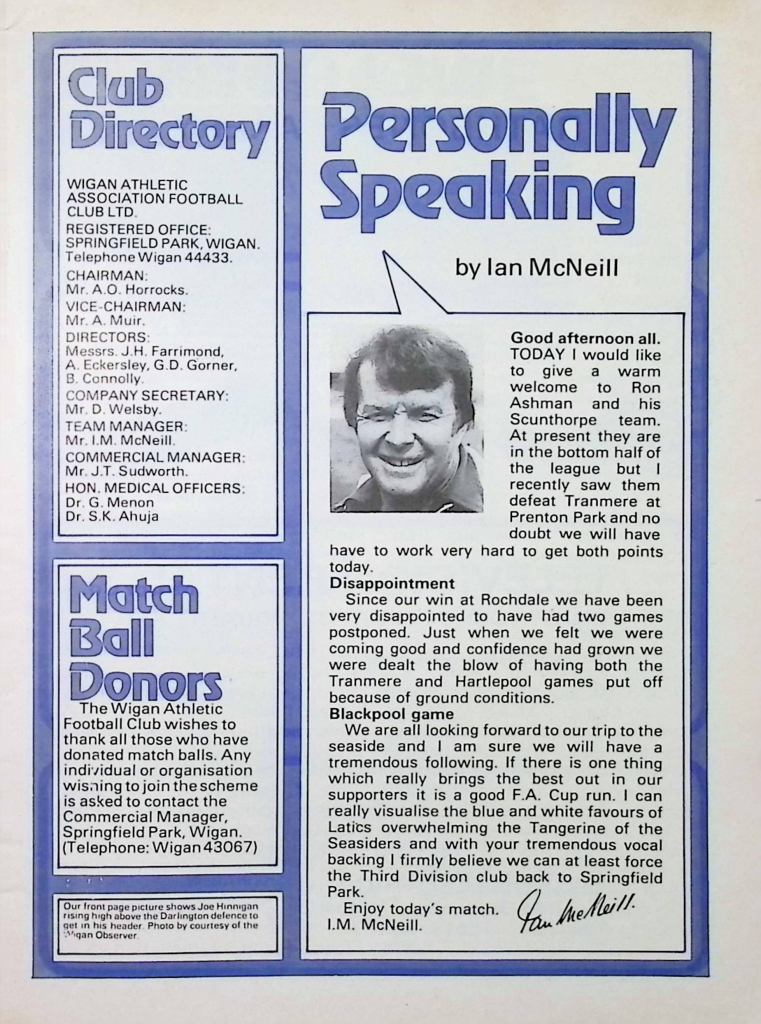 Club
Directory
WIGAN ATHLETIC
ASSOCIATION FOOTBALL
CLUB LTD.
REGISTERED OFFICE:
SPRINGFIELD PARK, WIGAN.
Telephone Wigan 44433.
CHAIRMAN:
Mr. A.O. Horrocks.
VICE-CHAIRMAN:
Mr. A. Muir.
DIRECTORS:
Messrs. J.H. Farrimond,
A. Eckersley, G.D. Gorner,
B. Connolly.
COMPANY SECRETARY:
Mr. D. Welsby.
TEAM MANAGER:
Mr. I.M. McNeill.
COMMERCIAL MANAGER:
Mr. J.T. Sudworth.
HON. MEDICAL OFFICERS:
Dr. G. Menon
Dr. S.K. Ahuja
Match
Ball
Donors
The Wigan Athletic
Football Club wishes to
thank all those who have
donated match balls. Any
individual or organisation
wishing to join the scheme
is asked to contact the
Commercial Manager,
Springfield Park, Wigan.
(Telephone: Wigan 43067)
Our front page picture shows Joe Hinnigan
rising high above the Darlington defence to
get in his header. Photo by courtesy of the
Wigan Observer.
Personally
Speaking
by Ian McNeill
Good afternoon all.
TODAY I would like
to give a warm
welcome to Ron
Ashman and his
Scunthorpe team.
At present they are
in the bottom half of
the league but I
recently saw them
defeat Tranmere at
Prenton Park and no
doubt we will have
have to work very hard to get both points
today.
Disappointment
Since our win at Rochdale we have been
very disappointed to have had two games
postponed. Just when we felt we were
coming good and confidence had grown we
were dealt the blow of having both the
Tranmere and Hartlepool games put off
because of ground conditions.
Blackpool game
We are all looking forward to our trip to the
seaside and I am sure we will have a
tremendous following. If there is one thing
which really brings the best out in our
supporters it is a good F.A. Cup run. I can
really visualise the blue and white favours of
Latics overwhelming the Tangerine of the
Seasiders and with your tremendous vocal
backing I firmly believe we can at least force
the Third Division club back to Springfield
Park.
Enjoy today's match.
I.M. McNeill.
Ian McNeill.